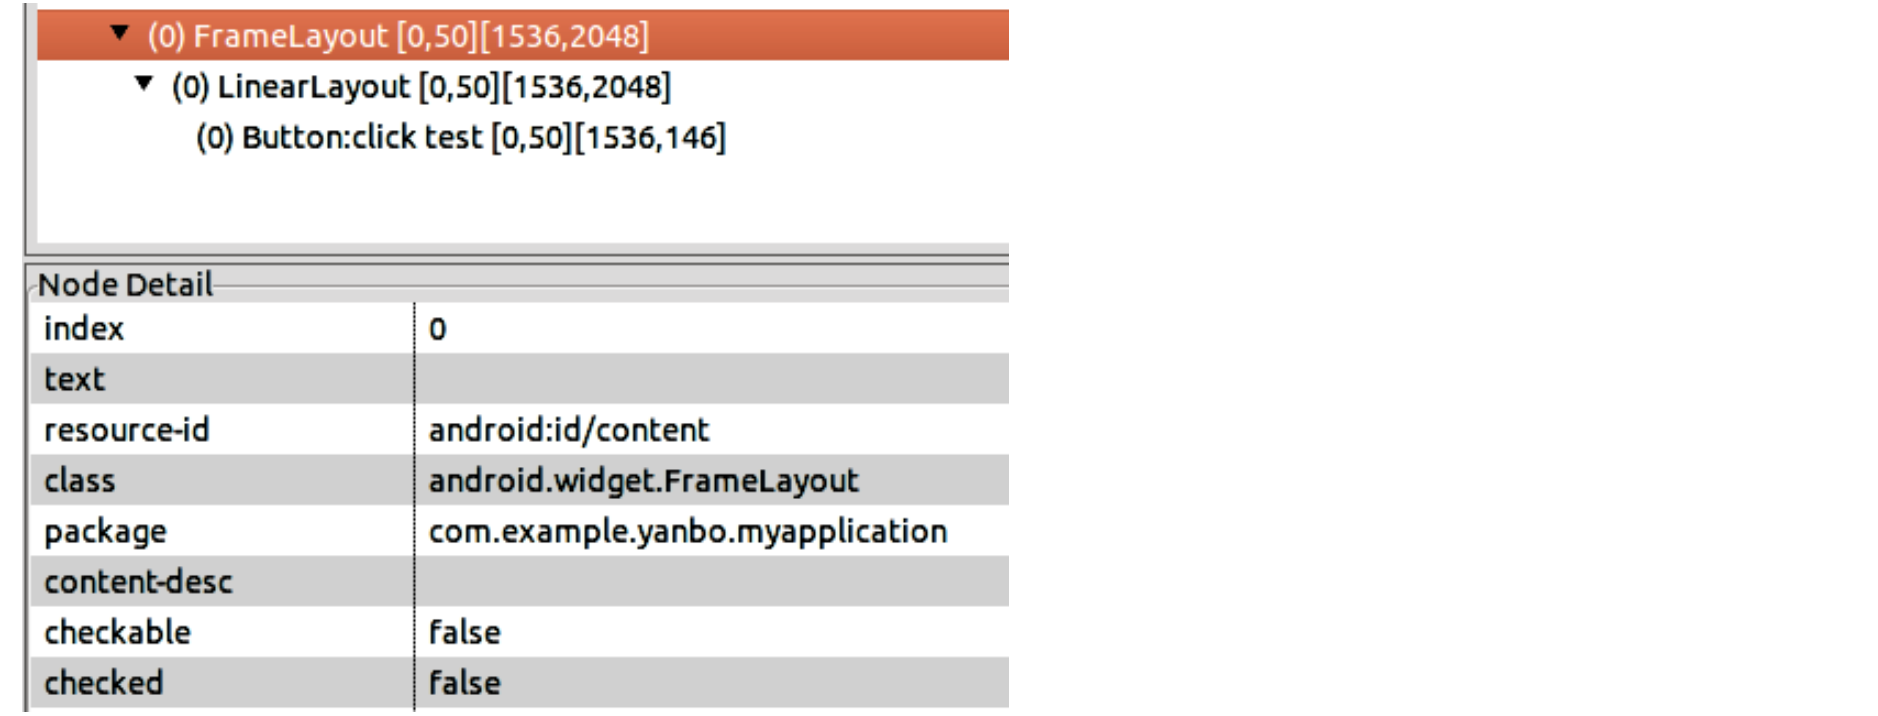 (0) FrameLayout [0,50][1536,2048]
(0) LinearLayout [0,50][1536,2048]
(0) Button:click test [0,50][1536,146]
Node Detail
index 0
text
resource-id android:id/content
class android.widget.FrameLayout
package com.example.yanbo.myapplication
content-desc
checkable false
checked false